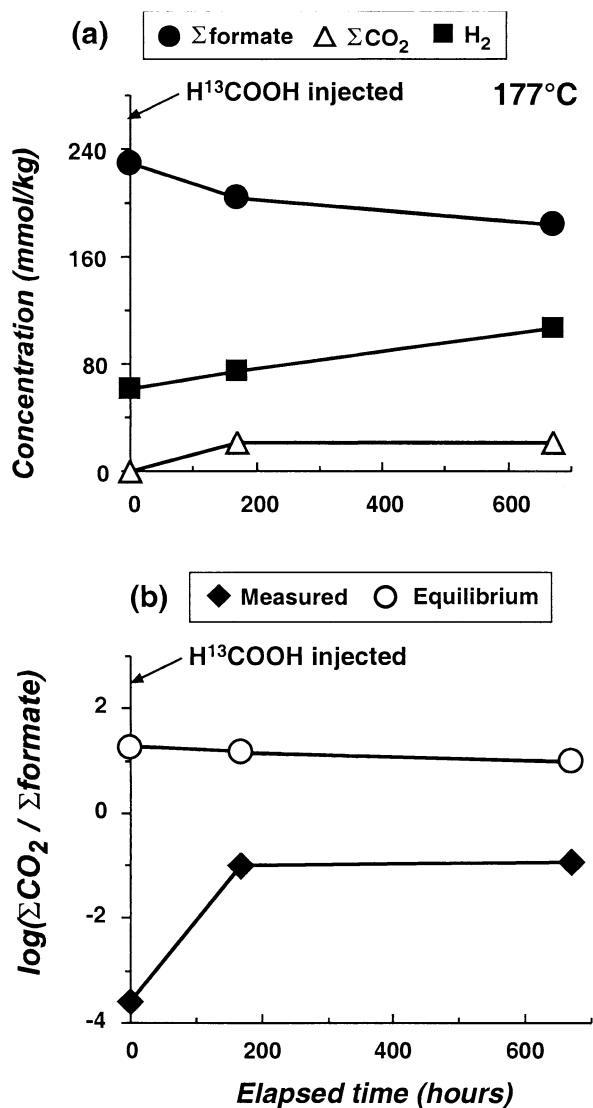 (a)
Σformate ΣCO₂ H₂
H¹³COOH injected 177°C
240
160
80
0
0 200 400 600
Concentration (mmol/kg)
(b)
Measured Equilibrium
H¹³COOH injected
2
0
-2
-4
0 200 400 600
log(ΣCO₂ / Σformate)
Elapsed time (hours)